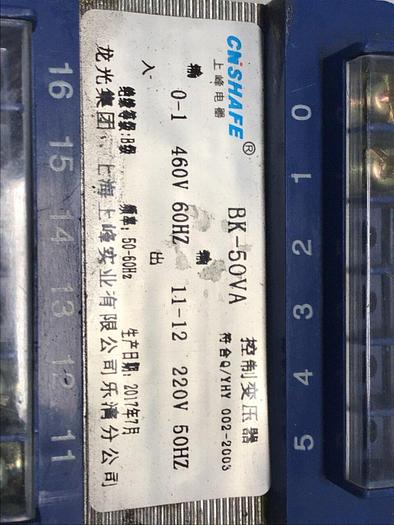 CNSHAFE®
上峰电器
BK-50VA 控制变压器
符合Q/YHY 002-2003
输入 输出
0-1 460V 60HZ 11-12 220V 50HZ
绝缘等级:B级 频率:50-60Hz 生产日期:2017年7月
龙光集团·上海上峰实业有限公司乐清分公司
0 1 2 3 4 5
16 15 14 13 12 11